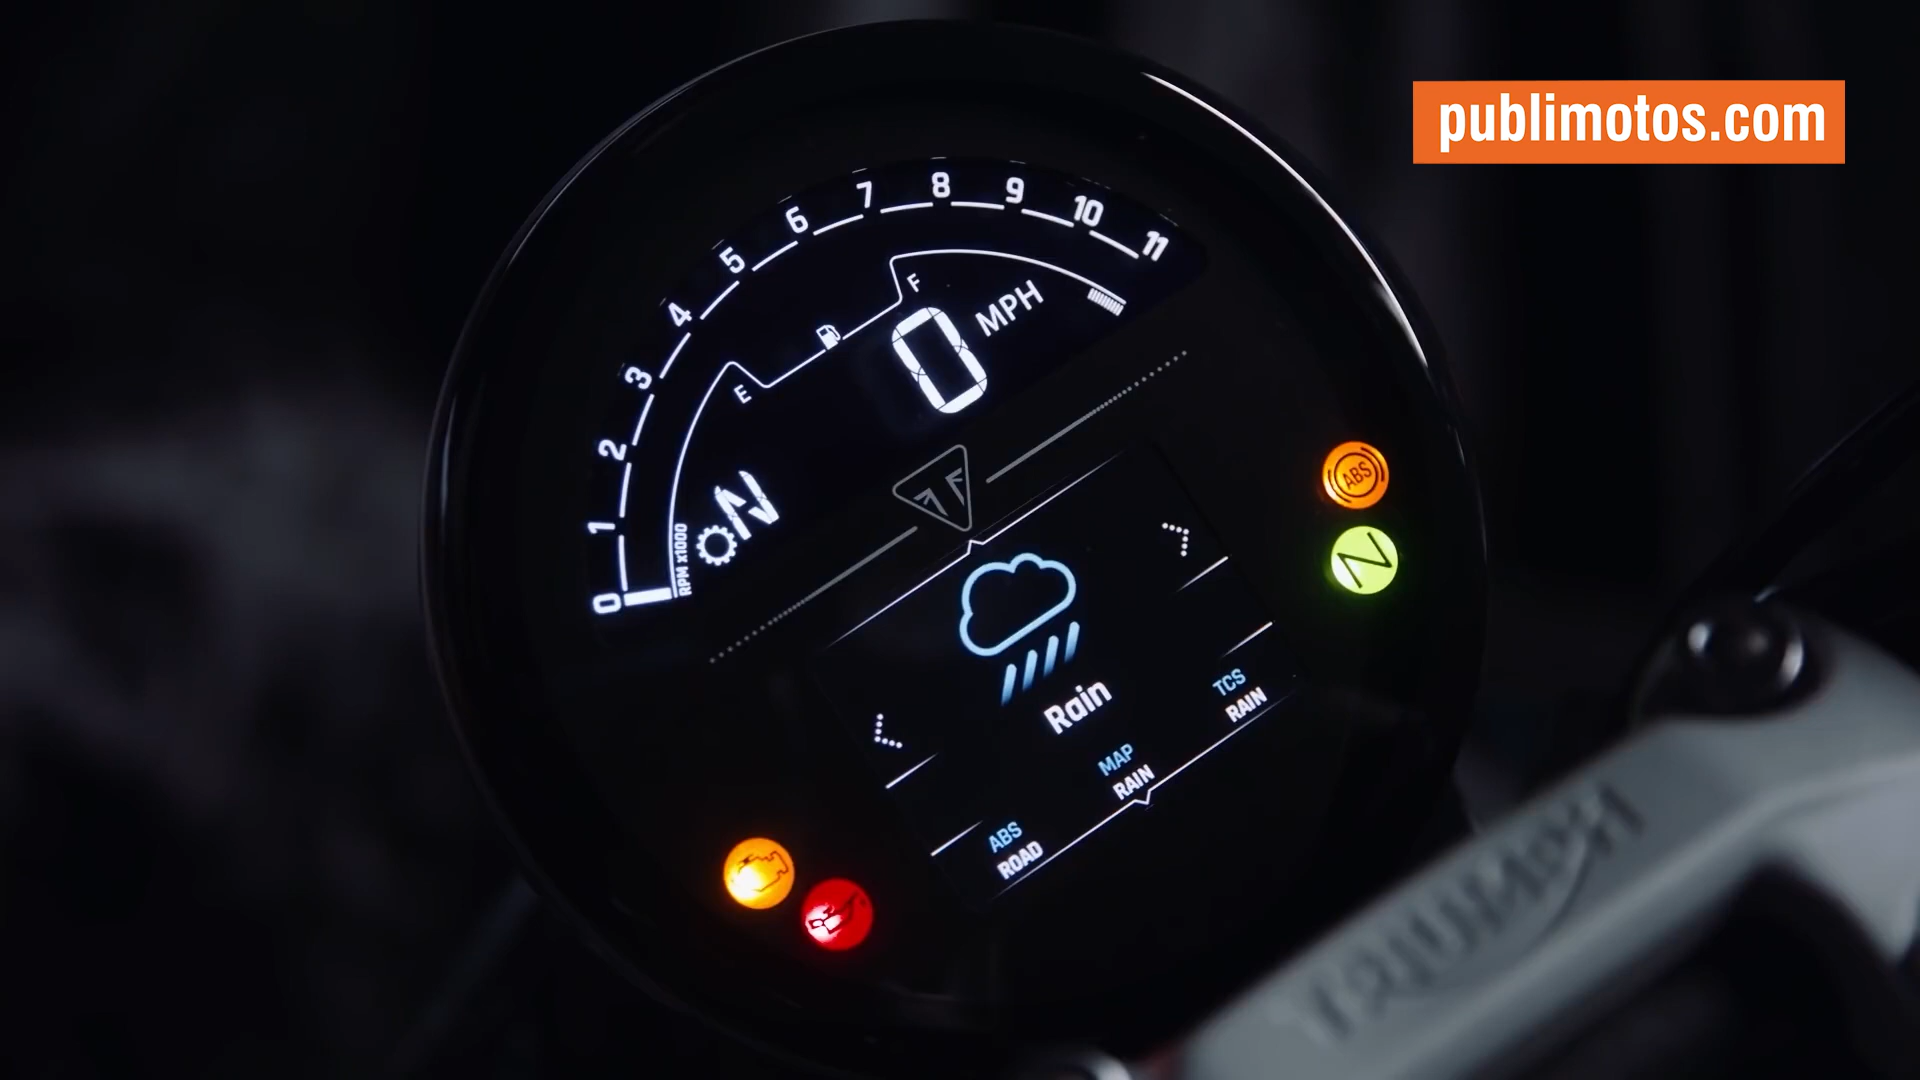 publimotos.com
0 1 2 3 4 5 6 7 8 9 10 11
RPM x1000
E F
0 MPH
N
ABS
N
Rain
ABS
ROAD
MAP
RAIN
TCS
RAIN
TRIUMPH